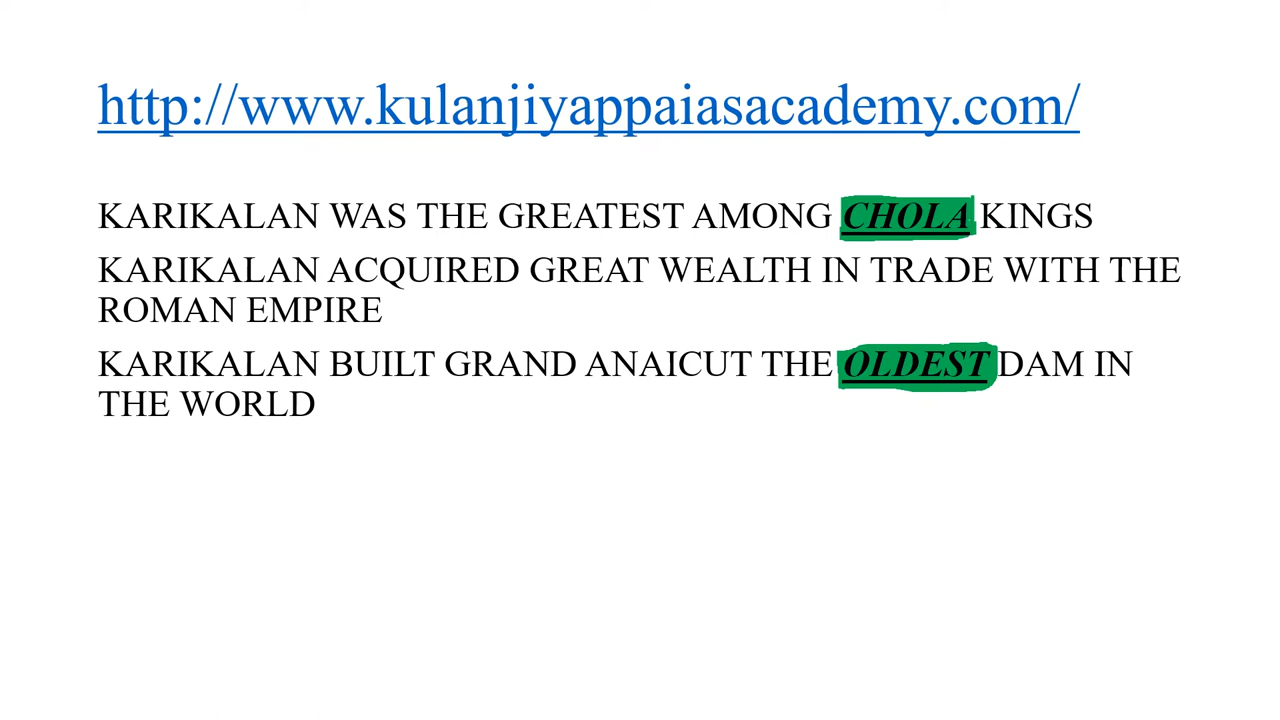 http://www.kulanjiyappaiasacademy.com/
KARIKALAN WAS THE GREATEST AMONG CHOLA KINGS
KARIKALAN ACQUIRED GREAT WEALTH IN TRADE WITH THE
ROMAN EMPIRE
KARIKALAN BUILT GRAND ANAICUT THE OLDEST DAM IN
THE WORLD